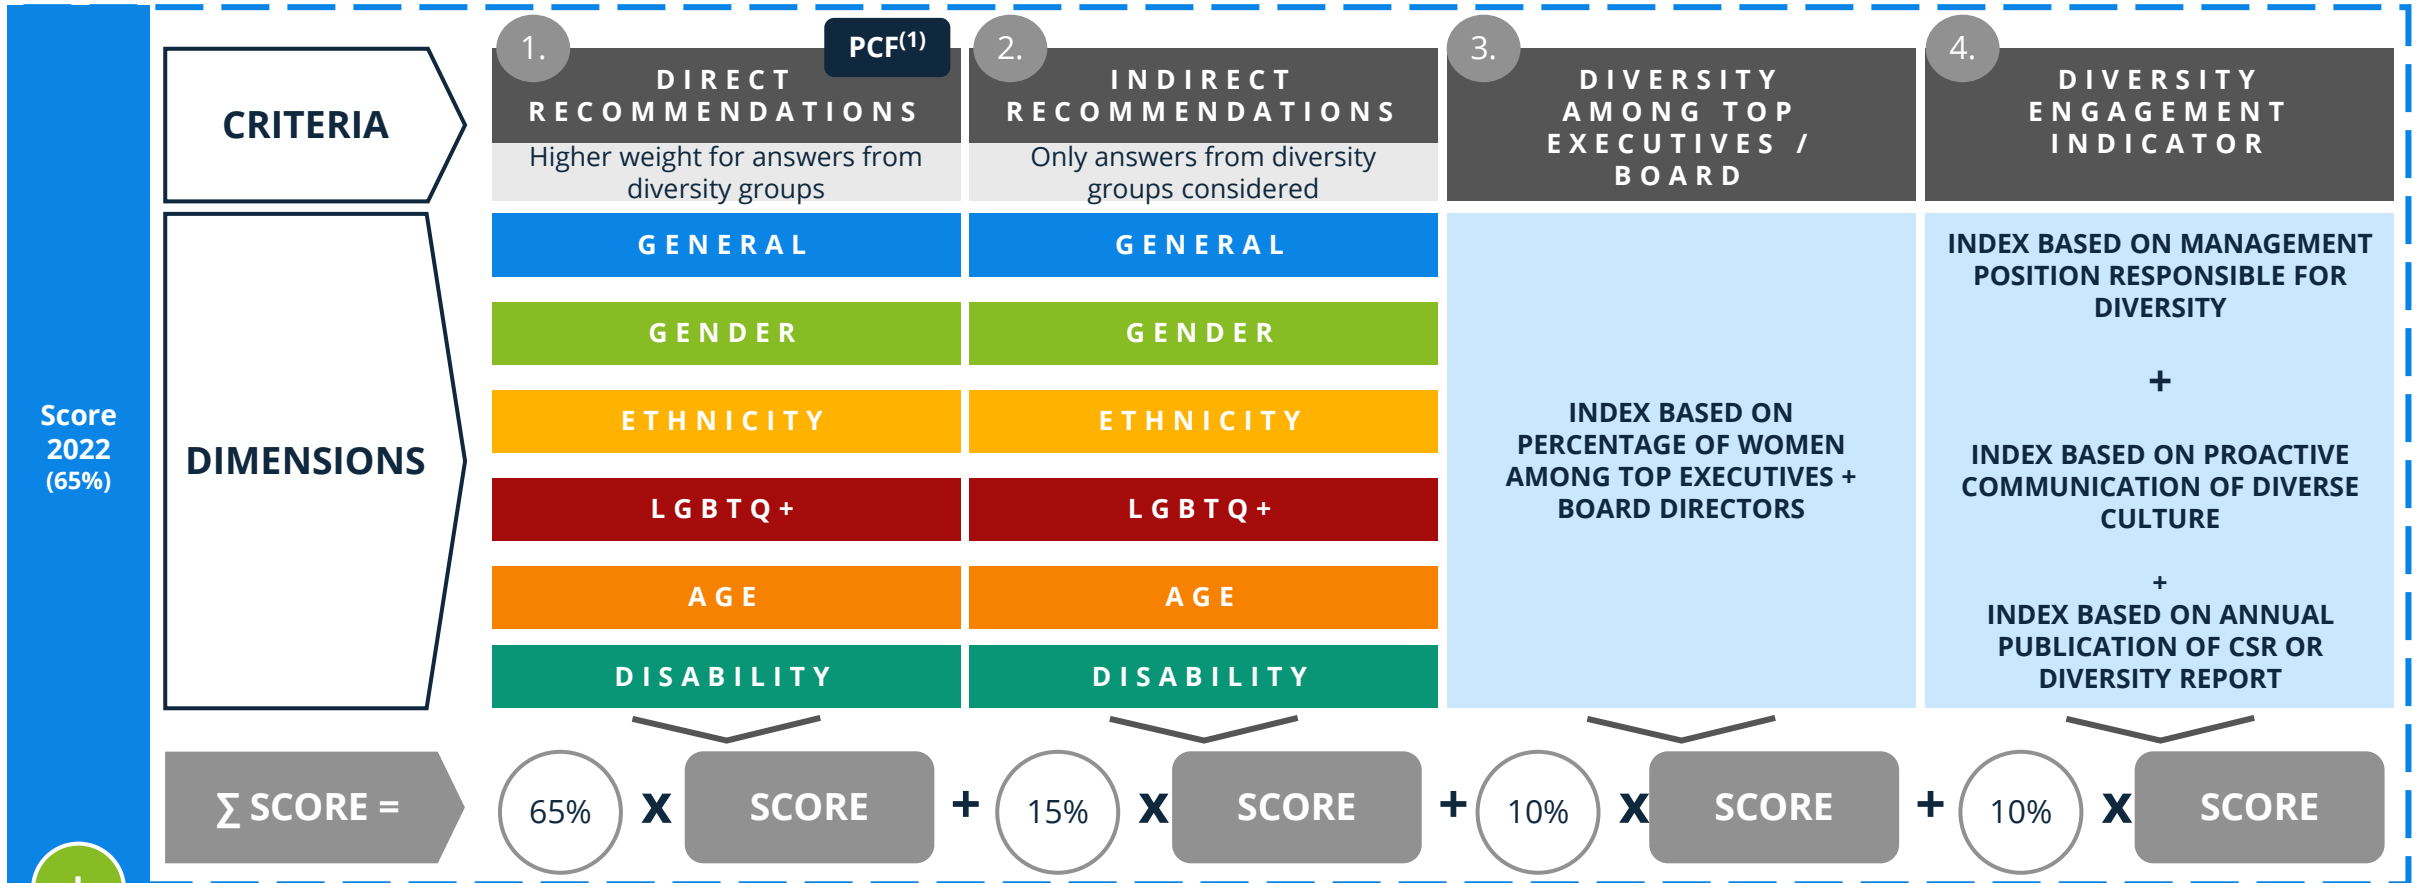 Score
2022
(65%)
CRITERIA
1.
PCF(1)
DIRECT
RECOMMENDATIONS
Higher weight for answers from
diversity groups
2.
INDIRECT
RECOMMENDATIONS
Only answers from diversity
groups considered
3.
DIVERSITY
AMONG TOP
EXECUTIVES /
BOARD
4.
DIVERSITY
ENGAGEMENT
INDICATOR
DIMENSIONS
GENERAL
GENDER
ETHNICITY
LGBTQ+
AGE
DISABILITY
GENERAL
GENDER
ETHNICITY
LGBTQ+
AGE
DISABILITY
INDEX BASED ON
PERCENTAGE OF WOMEN
AMONG TOP EXECUTIVES +
BOARD DIRECTORS
INDEX BASED ON MANAGEMENT
POSITION RESPONSIBLE FOR
DIVERSITY
+
INDEX BASED ON PROACTIVE
COMMUNICATION OF DIVERSE
CULTURE
+
INDEX BASED ON ANNUAL
PUBLICATION OF CSR OR
DIVERSITY REPORT
∑ SCORE = 65% x SCORE + 15% x SCORE + 10% x SCORE + 10% x SCORE